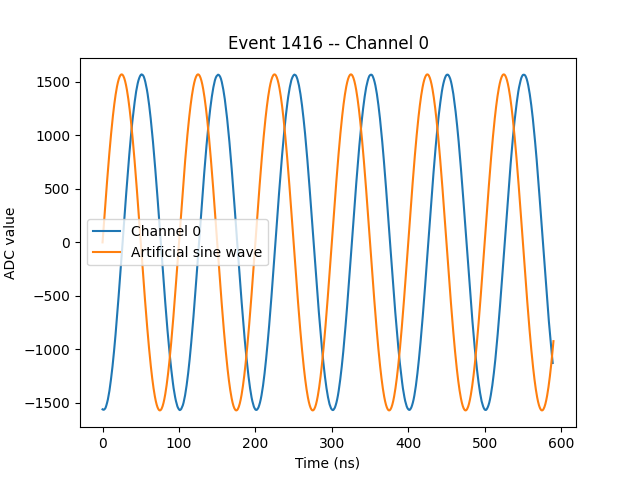 Event 1416 -- Channel 0
ADC value
1500
1000
500
0
−500
−1000
−1500
Channel 0
Artificial sine wave
0 100 200 300 400 500 600
Time (ns)